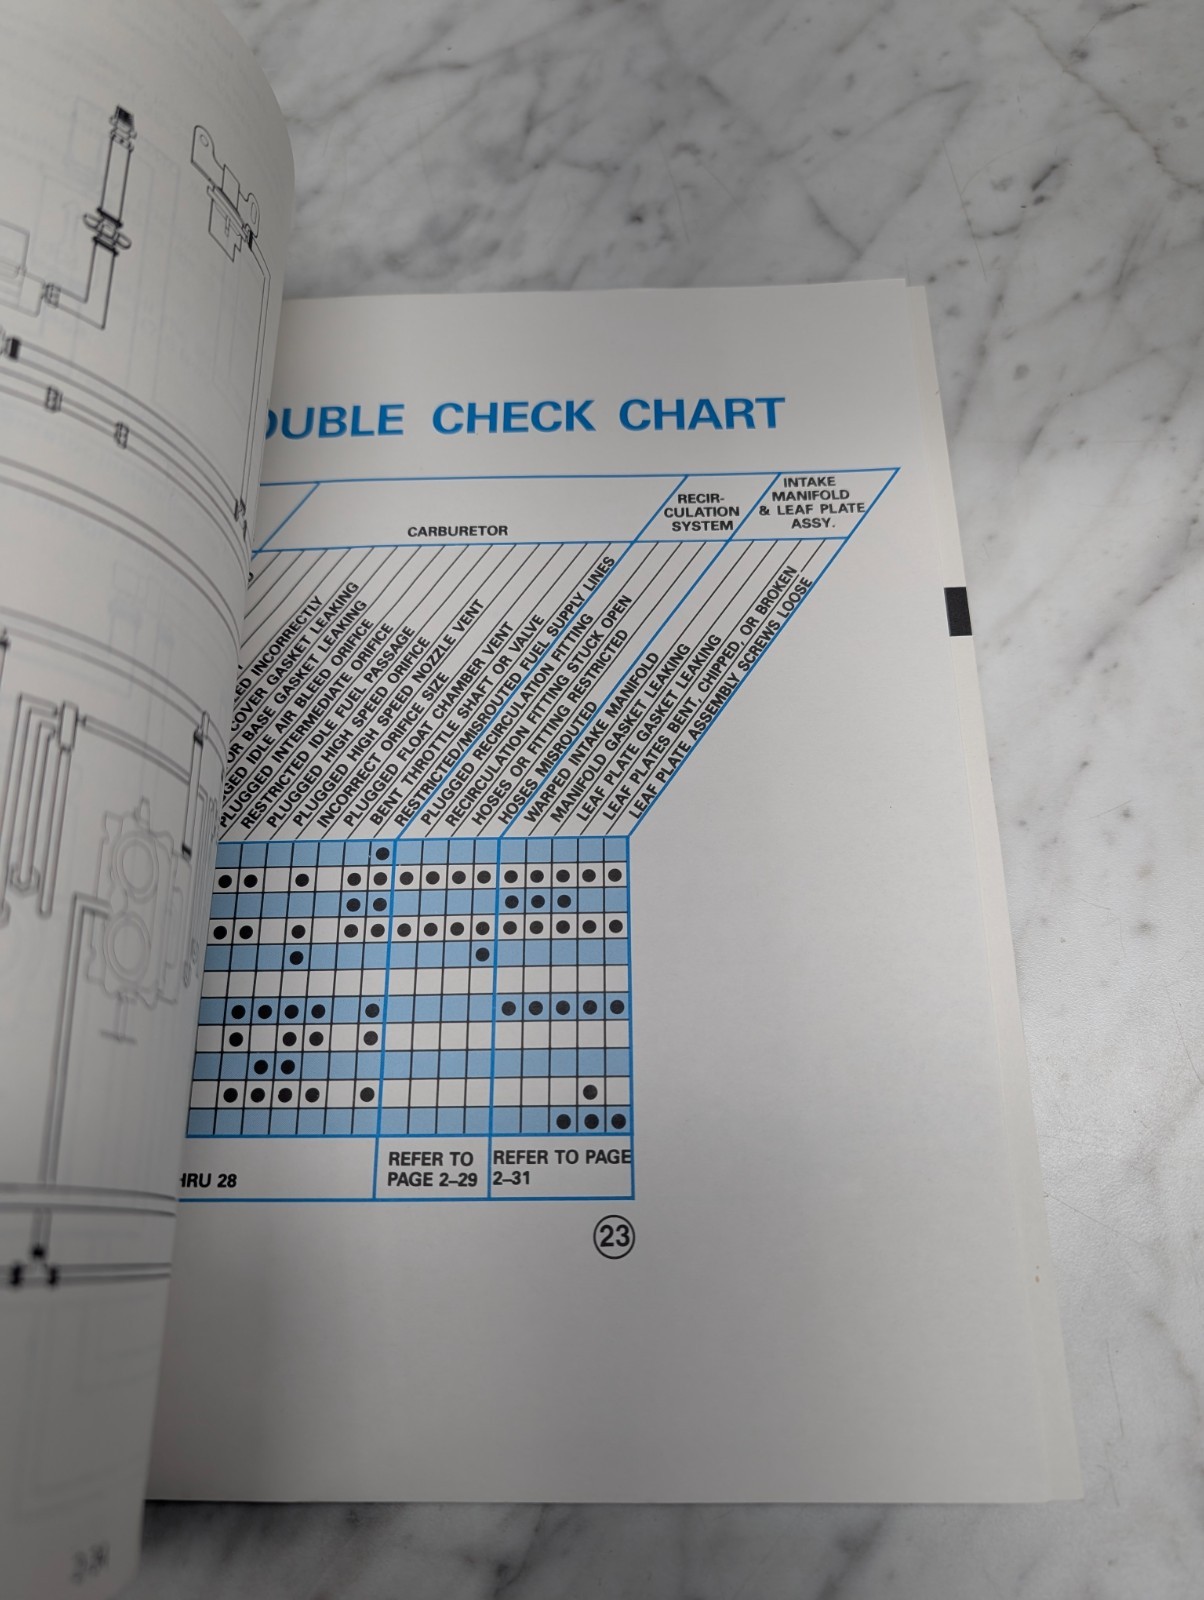 OUBLE CHECK CHART
CARBURETOR
RECIR-
CULATION
SYSTEM
INTAKE
MANIFOLD
& LEAF PLATE
ASSY.
INCORRECTLY
COVER GASKET LEAKING
OR BASE GASKET LEAKING
GED IDLE AIR BLEED ORIFICE
PLUGGED INTERMEDIATE ORIFICE
RESTRICTED IDLE FUEL PASSAGE
PLUGGED HIGH SPEED ORIFICE
PLUGGED HIGH SPEED NOZZLE VENT
INCORRECT ORIFICE SIZE
PLUGGED FLOAT CHAMBER VENT
BENT THROTTLE SHAFT OR VALVE
RESTRICTED/MISROUTED FUEL SUPPLY LINES
PLUGGED RECIRCULATION FITTING
RECIRCULATION FITTING STUCK OPEN
HOSES OR FITTING RESTRICTED
HOSES MISROUTED
WARPED INTAKE MANIFOLD
MANIFOLD GASKET LEAKING
LEAF PLATE GASKET LEAKING
LEAF PLATES BENT, CHIPPED, OR BROKEN
LEAF PLATE ASSEMBLY SCREWS LOOSE
HRU 28
REFER TO
PAGE 2–29
REFER TO PAGE
2–31
23